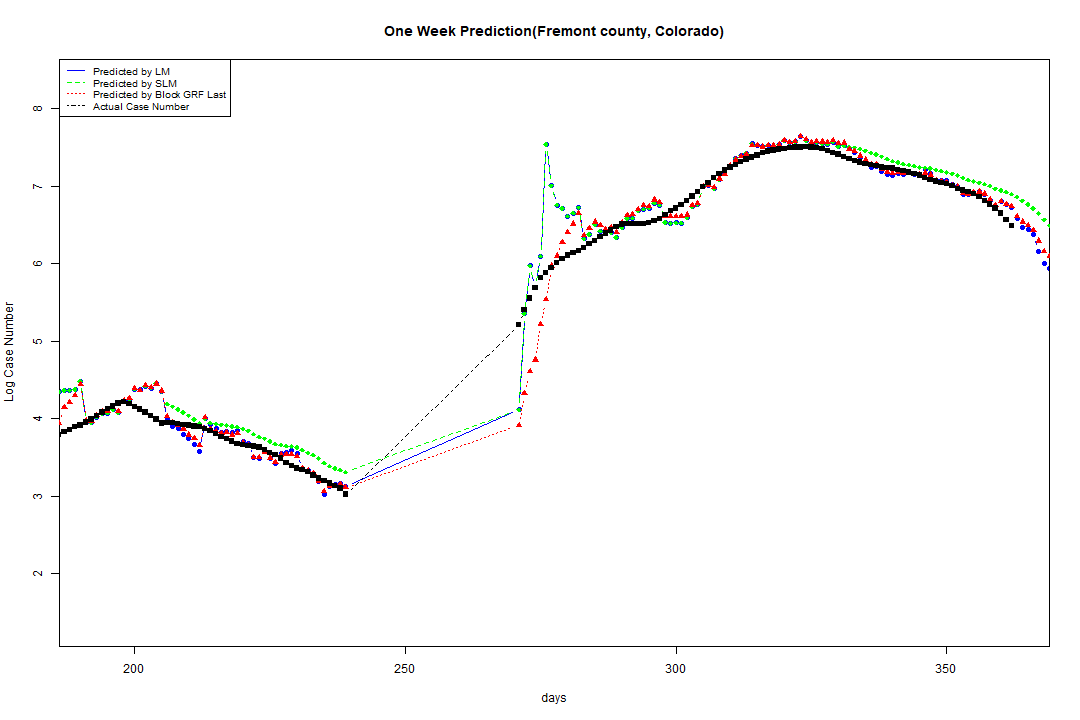 One Week Prediction(Fremont county, Colorado)
Predicted by LM
Predicted by SLM
Predicted by Block GRF Last
Actual Case Number
8
7
6
5
4
3
2
Log Case Number
200 250 300 350
days